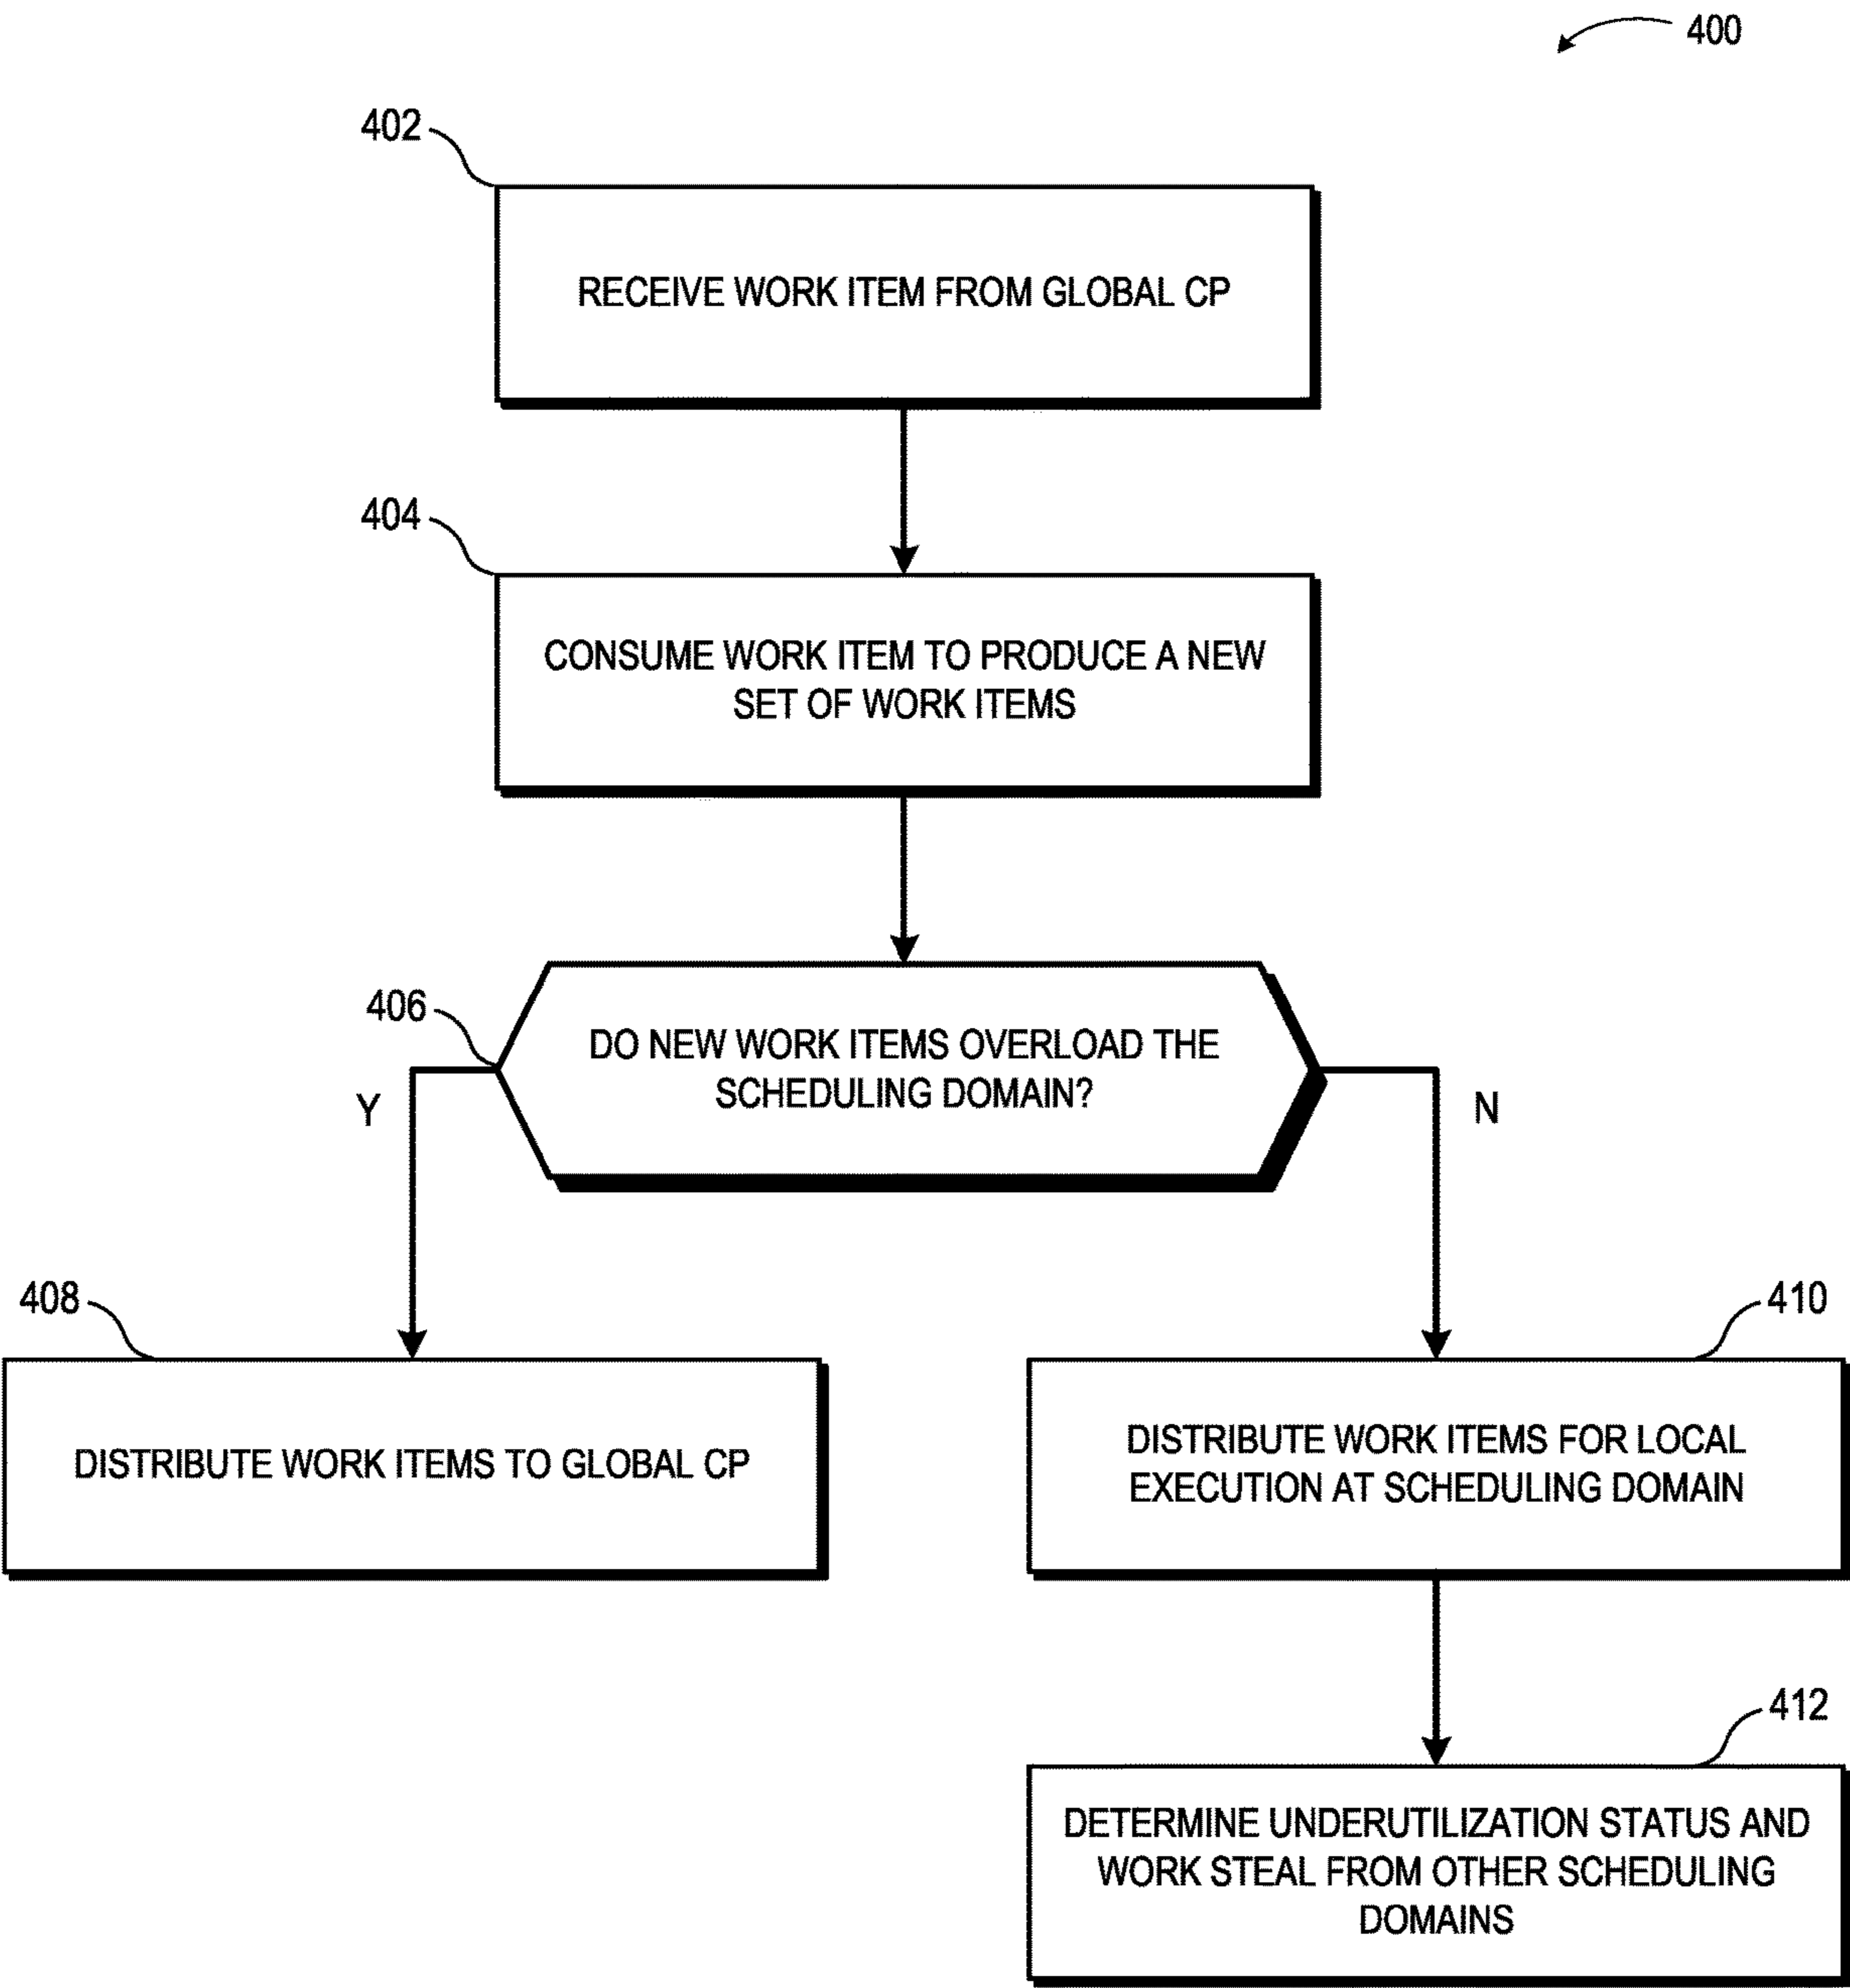 400
402
RECEIVE WORK ITEM FROM GLOBAL CP
404
CONSUME WORK ITEM TO PRODUCE A NEW
SET OF WORK ITEMS
406
DO NEW WORK ITEMS OVERLOAD THE
SCHEDULING DOMAIN?
Y
N
408
DISTRIBUTE WORK ITEMS TO GLOBAL CP
410
DISTRIBUTE WORK ITEMS FOR LOCAL
EXECUTION AT SCHEDULING DOMAIN
412
DETERMINE UNDERUTILIZATION STATUS AND
WORK STEAL FROM OTHER SCHEDULING
DOMAINS